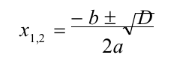 x₁,₂ = (−b ± √D) / 2a